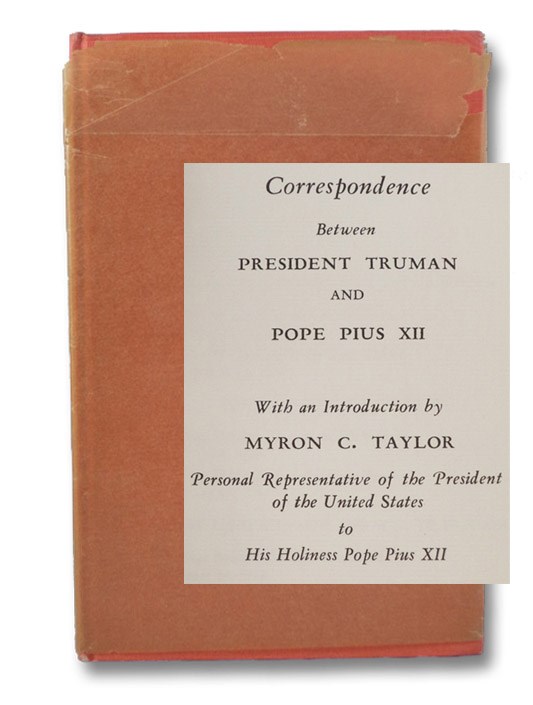 Correspondence
Between
PRESIDENT TRUMAN
AND
POPE PIUS XII
With an Introduction by
MYRON C. TAYLOR
Personal Representative of the President
of the United States
to
His Holiness Pope Pius XII